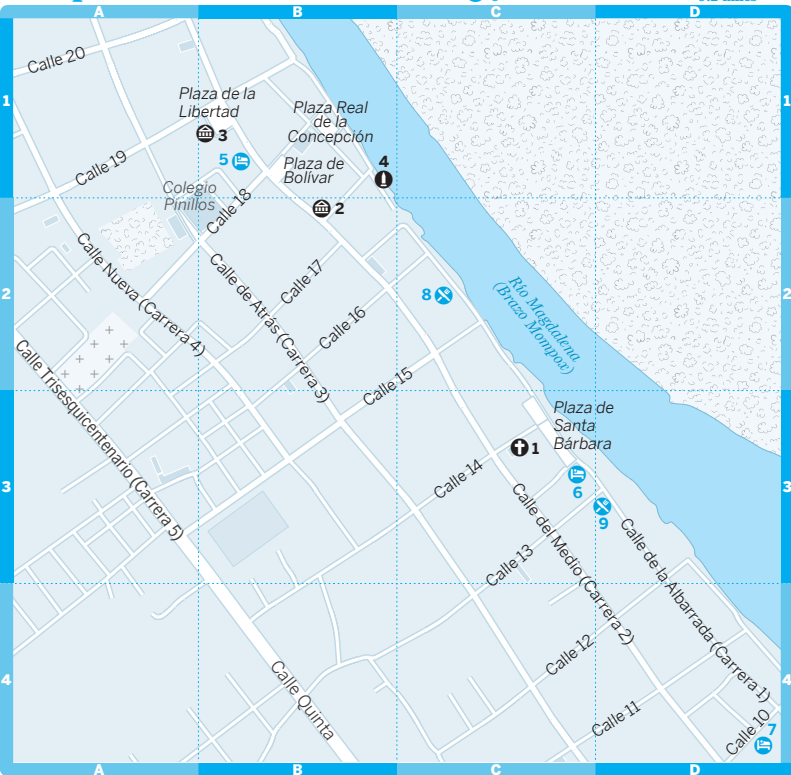 A
B
C
D
1
Calle 20
Plaza de la
Libertad
3
Plaza Real
de la
Concepción
1
5
Calle 19
Plaza de
Bolívar
4
Colegio
Pinillos
Calle 18
2
2
Calle Nueva (Carrera 4)
Calle de Atrás (Carrera 3)
Calle 17
8
Río Magdalena
(Brazo Mompox)
2
Calle 16
Calle Trisesquicentenario (Carrera 5)
Calle 15
Plaza de
Santa
Bárbara
1
3
Calle 14
6
3
9
Calle del Medio (Carrera 2)
Calle de la Albarrada (Carrera 1)
Calle 13
Calle 12
4
Calle Quinta
Calle 11
Calle 10
7
4
A
B
C
D